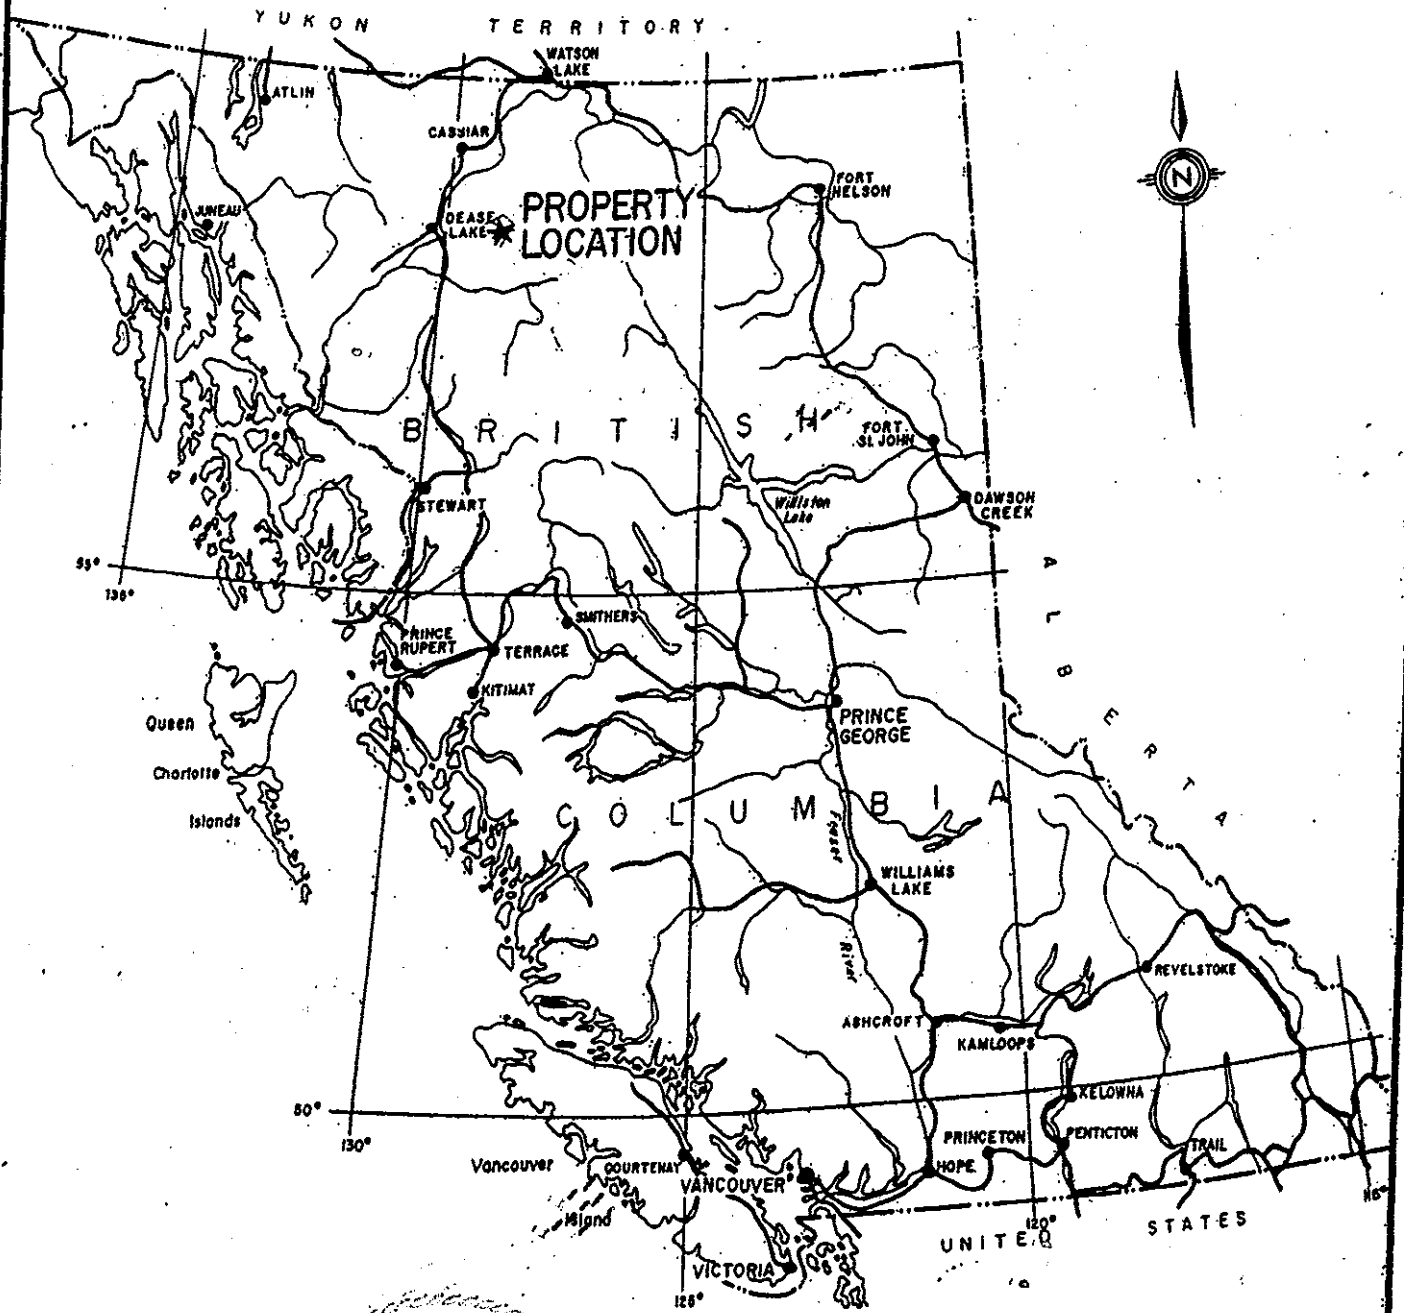 YUKON TERRITORY
WATSON
LAKE
ATLIN
CASSIAR
FORT
NELSON
JUNEAU
DEASE
LAKE
PROPERTY
LOCATION
N
BRITISH
FORT
ST. JOHN
STEWART
Williston
Lake
DAWSON
CREEK
ALBERTA
55°
136°
SMITHERS
PRINCE
RUPERT
TERRACE
KITIMAT
Queen
Charlotte
Islands
PRINCE
GEORGE
COLUMBIA
Fraser
River
WILLIAMS
LAKE
REVELSTOKE
ASHCROFT
KAMLOOPS
50°
130°
KELOWNA
PRINCETON
PENTICTON
TRAIL
HOPE
Vancouver
Island
COURTENAY
VANCOUVER
VICTORIA
125°
120°
116°
UNITED STATES